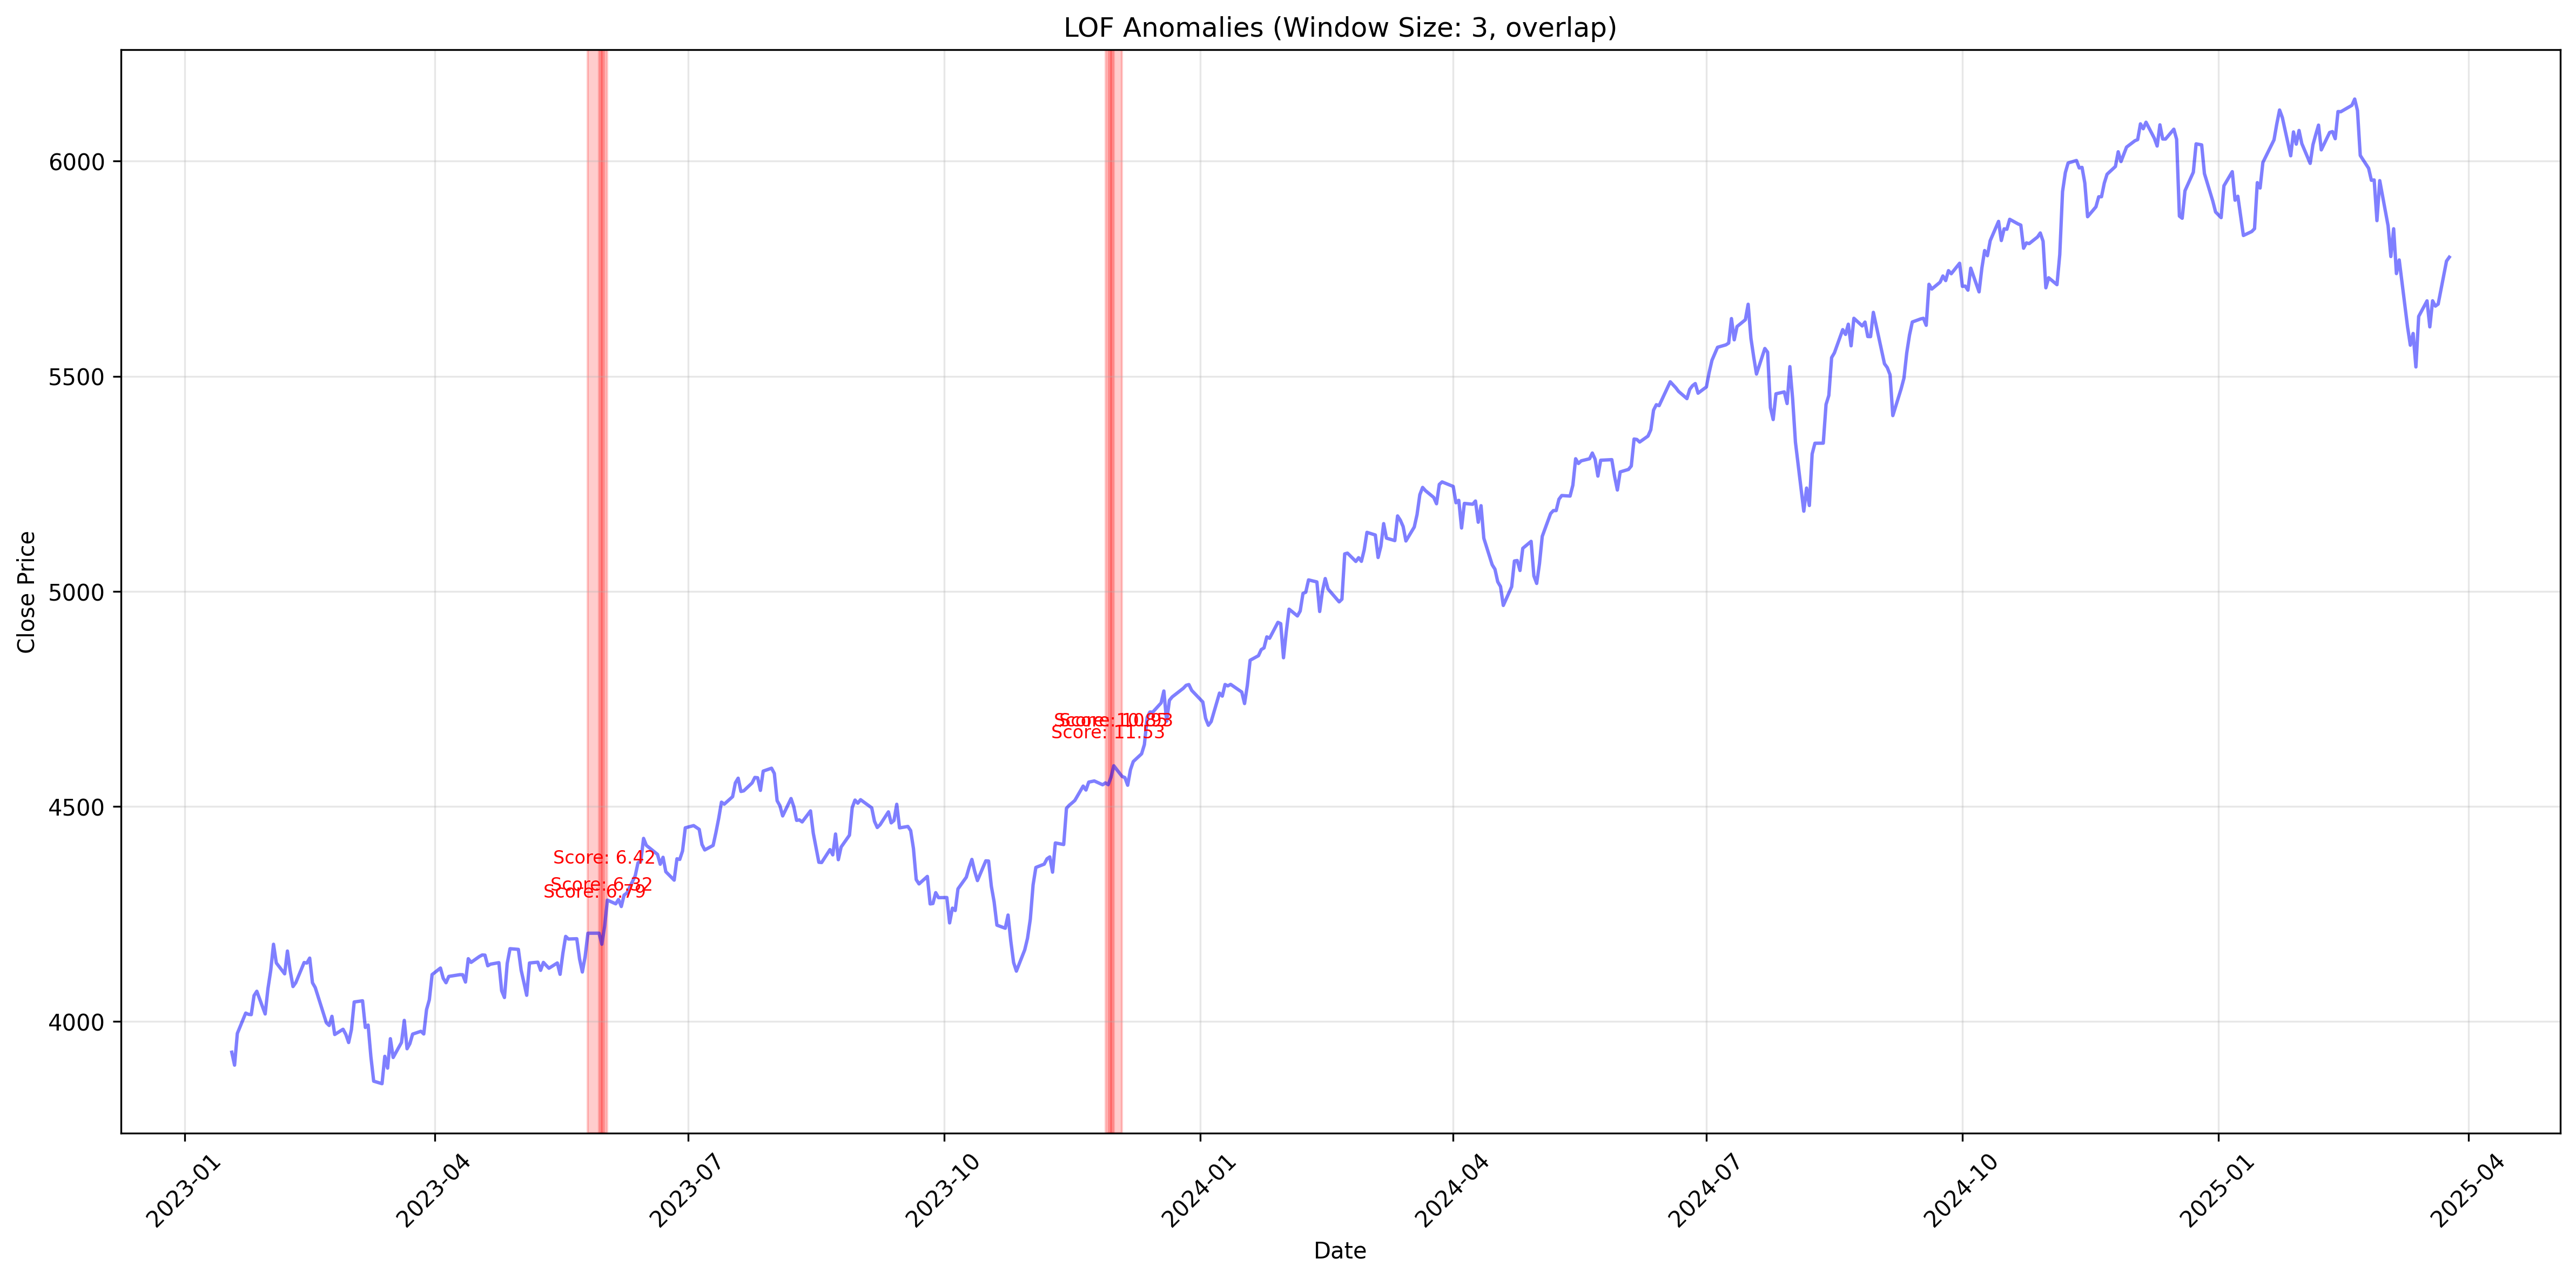 LOF Anomalies (Window Size: 3, overlap)
Close Price
6000
5500
5000
4500
4000
Score: 11.53
Score: 6.42
Score: 6.32
Score: 6.79
2023-01
2023-04
2023-07
2023-10
2024-01
2024-04
2024-07
2024-10
2025-01
2025-04
Date